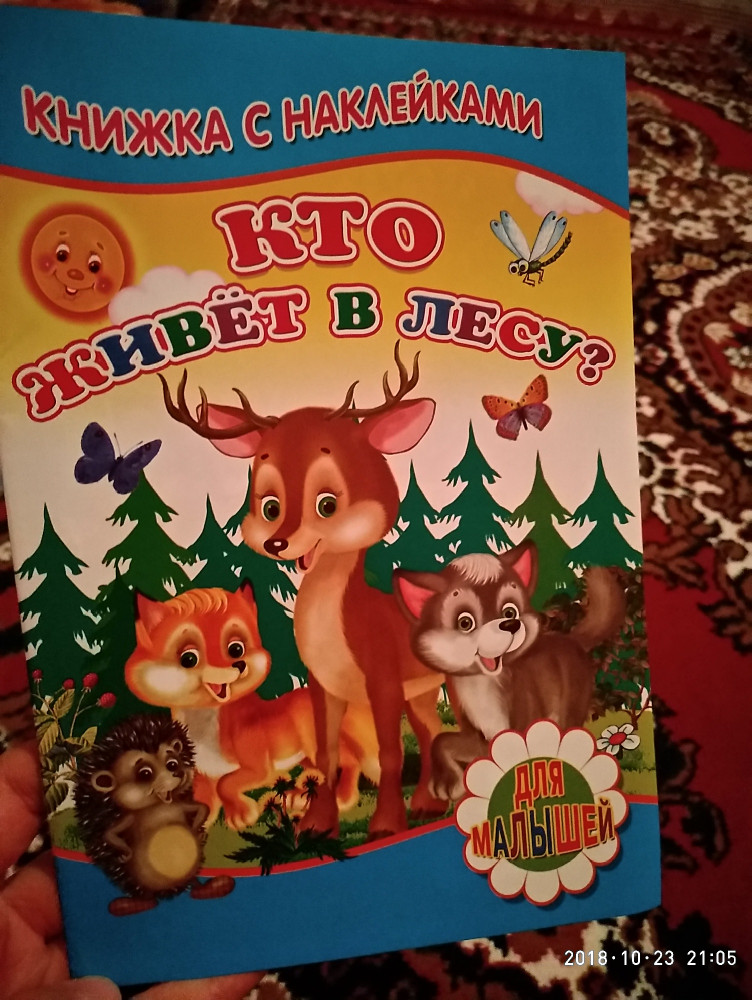 КНИЖКА С НАКЛЕЙКАМИ
КТО
ЖИВЁТ В ЛЕСУ?
ДЛЯ
МАЛЫШЕЙ
2018·10·23 21:05